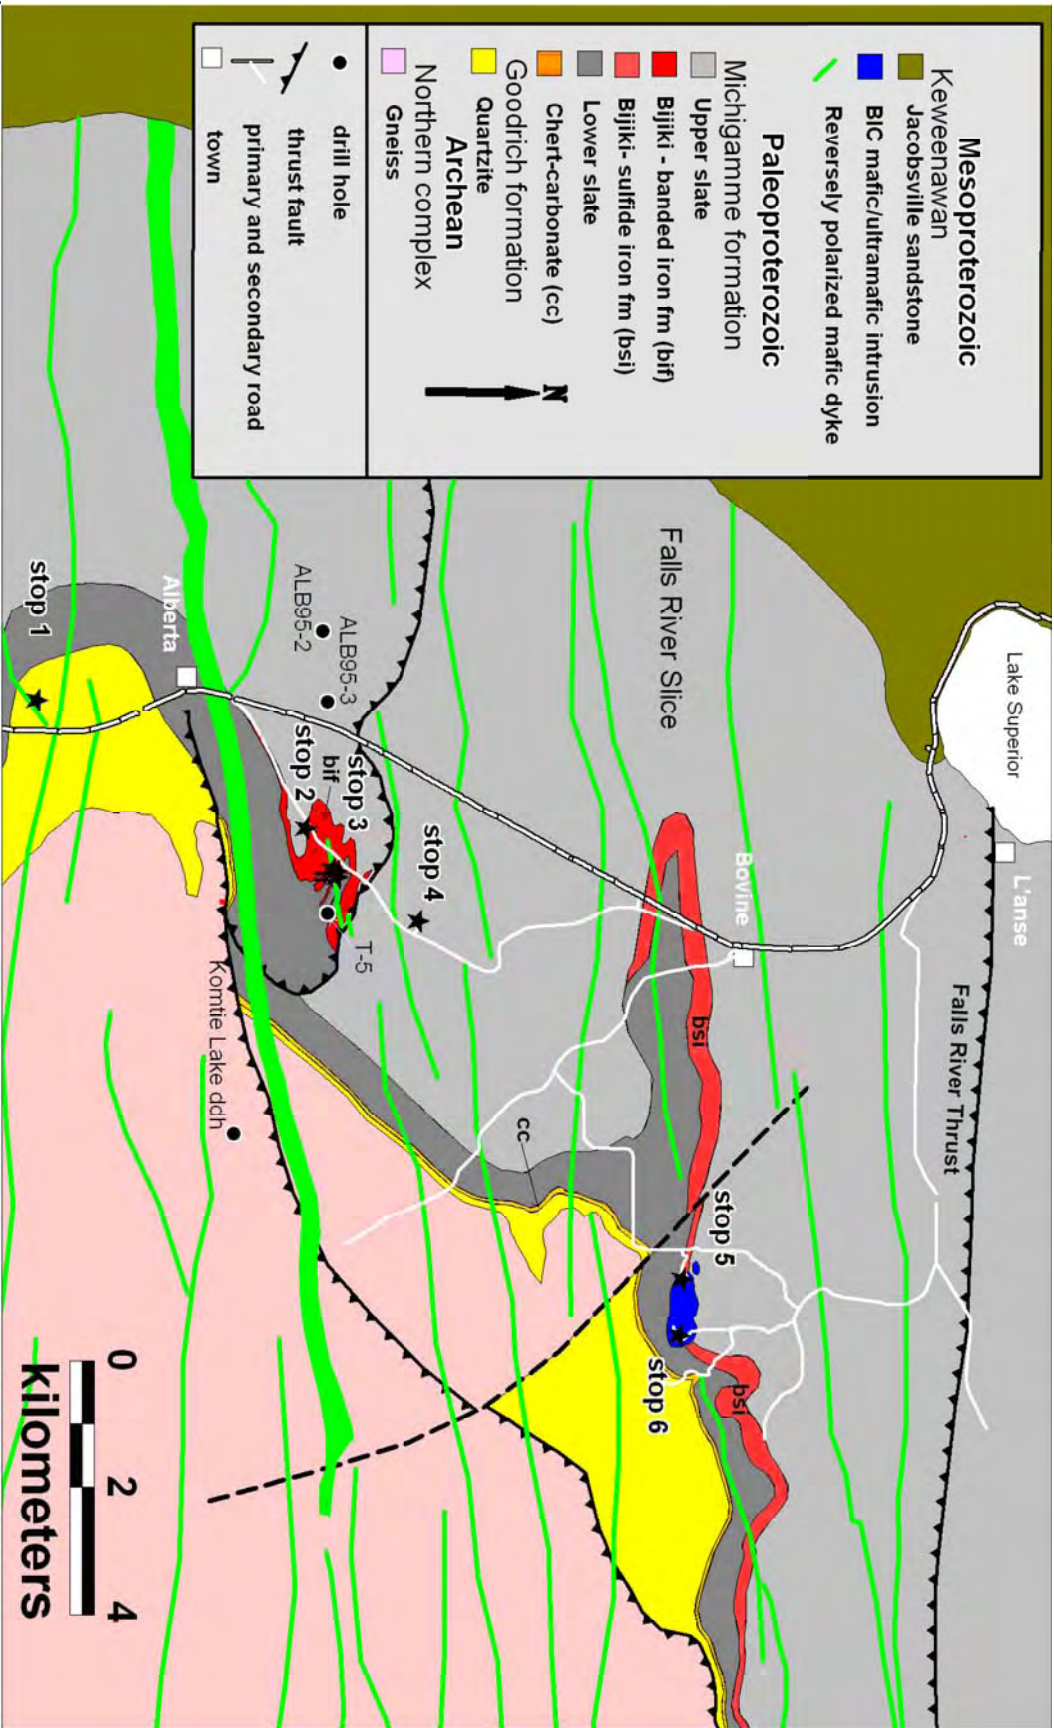 Mesoproterozoic
Keweenawan
Jacobsville sandstone
BIC mafic/ultramafic intrusion
Reversely polarized mafic dyke
Paleoproterozoic
Michigamme formation
Upper slate
Bijiki - banded iron fm (bif)
Bijiki- sulfide iron fm (bsi)
Lower slate
Chert-carbonate (cc)
Goodrich formation
Quartzite
Archean
Northern complex
Gneiss
N
drill hole
thrust fault
primary and secondary road
town
Lake Superior
L'anse
Falls River Thrust
Falls River Slice
Bovine
bsi
stop 5
bsi
stop 6
cc
stop 4
ALB95-3
ALB95-2
stop 3
bif
stop 2
T-5
Alberta
Komtie Lake ddh
stop 1
0 2 4
kilometers